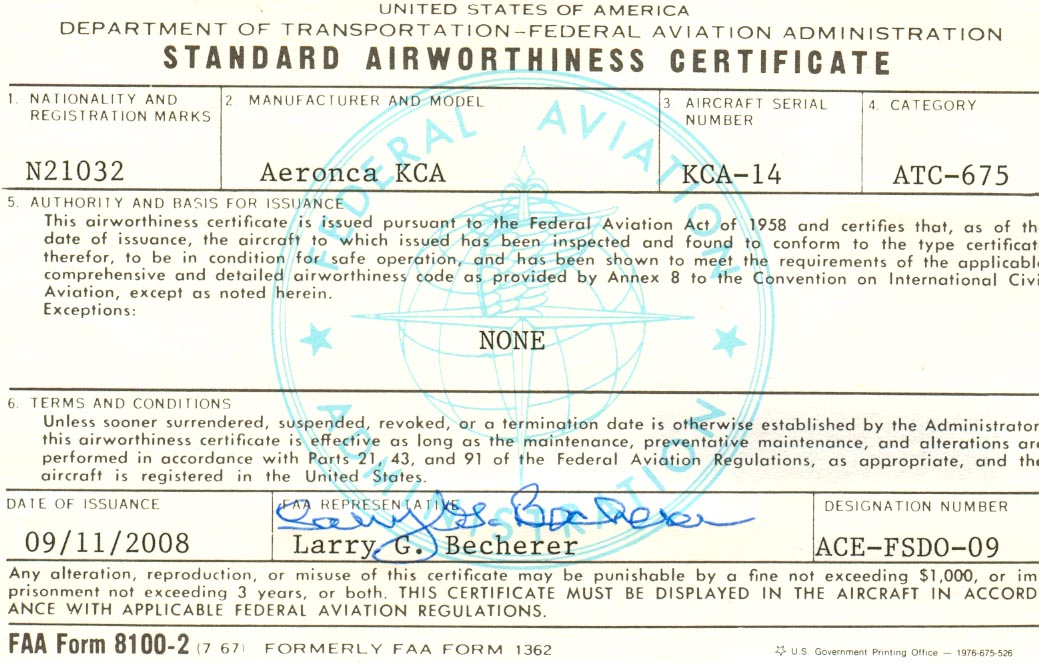 UNITED STATES OF AMERICA
DEPARTMENT OF TRANSPORTATION–FEDERAL AVIATION ADMINISTRATION
STANDARD AIRWORTHINESS CERTIFICATE
1. NATIONALITY AND REGISTRATION MARKS
N21032
2. MANUFACTURER AND MODEL
Aeronca KCA
3. AIRCRAFT SERIAL NUMBER
KCA-14
4. CATEGORY
ATC-675
5. AUTHORITY AND BASIS FOR ISSUANCE
This airworthiness certificate is issued pursuant to the Federal Aviation Act of 1958 and certifies that, as of th
date of issuance, the aircraft to which issued has been inspected and found to conform to the type certificat
therefor, to be in condition for safe operation, and has been shown to meet the requirements of the applicable
comprehensive and detailed airworthiness code as provided by Annex 8 to the Convention on International Civi
Aviation, except as noted herein.
Exceptions:
NONE
6. TERMS AND CONDITIONS
Unless sooner surrendered, suspended, revoked, or a termination date is otherwise established by the Administrator
this airworthiness certificate is effective as long as the maintenance, preventative maintenance, and alterations are
performed in accordance with Parts 21, 43, and 91 of the Federal Aviation Regulations, as appropriate, and the
aircraft is registered in the United States.
DATE OF ISSUANCE
09/11/2008
FAA REPRESENTATIVE
Larry G. Becherer
Larry G. Becherer
DESIGNATION NUMBER
ACE-FSDO-09
Any alteration, reproduction, or misuse of this certificate may be punishable by a fine not exceeding $1,000, or im
prisonment not exceeding 3 years, or both. THIS CERTIFICATE MUST BE DISPLAYED IN THE AIRCRAFT IN ACCORD
ANCE WITH APPLICABLE FEDERAL AVIATION REGULATIONS.
FAA Form 8100-2 (7 67) FORMERLY FAA FORM 1362
☆ U.S. Government Printing Office — 1976-675-526
FEDERAL AVIATION
ADMINISTRATION